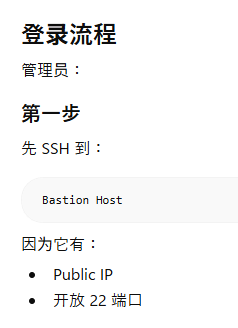 登录流程
管理员：
第一步
先 SSH 到：
Bastion Host
因为它有：
• Public IP
• 开放 22 端口